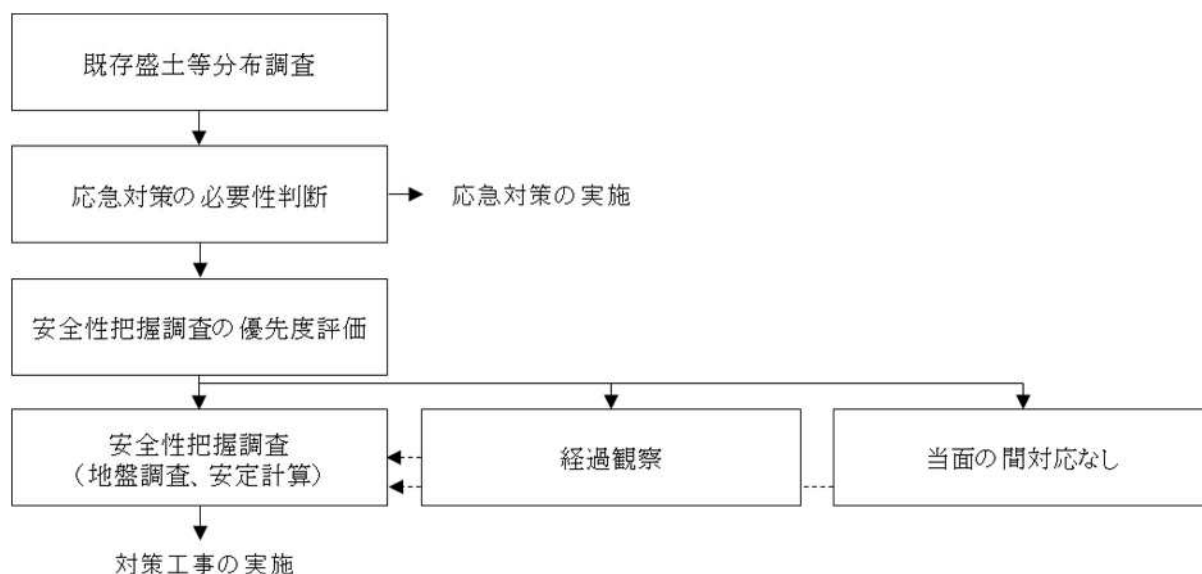 既存盛土等分布調査
応急対策の必要性判断
応急対策の実施
安全性把握調査の優先度評価
安全性把握調査
（地盤調査、安定計算）
経過観察
当面の間対応なし
対策工事の実施